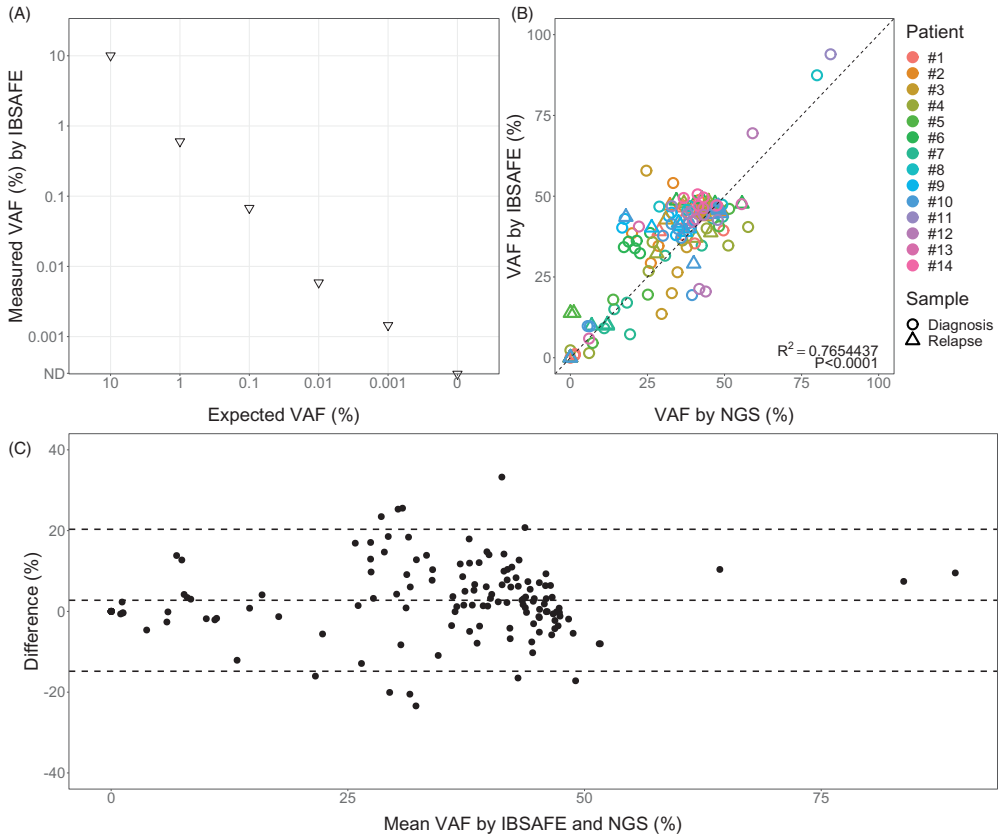 (A)
Measured VAF (%) by IBSAFE
10
1
0.1
0.01
0.001
ND
10
1
0.1
0.01
0.001
0
Expected VAF (%)
(B)
VAF by IBSAFE (%)
100
75
50
25
0
0
25
50
75
100
VAF by NGS (%)
R² = 0.7654437
P<0.0001
Patient
#1
#2
#3
#4
#5
#6
#7
#8
#9
#10
#11
#12
#13
#14
Sample
Diagnosis
Relapse
(C)
Difference (%)
40
20
0
-20
-40
0
25
50
75
Mean VAF by IBSAFE and NGS (%)